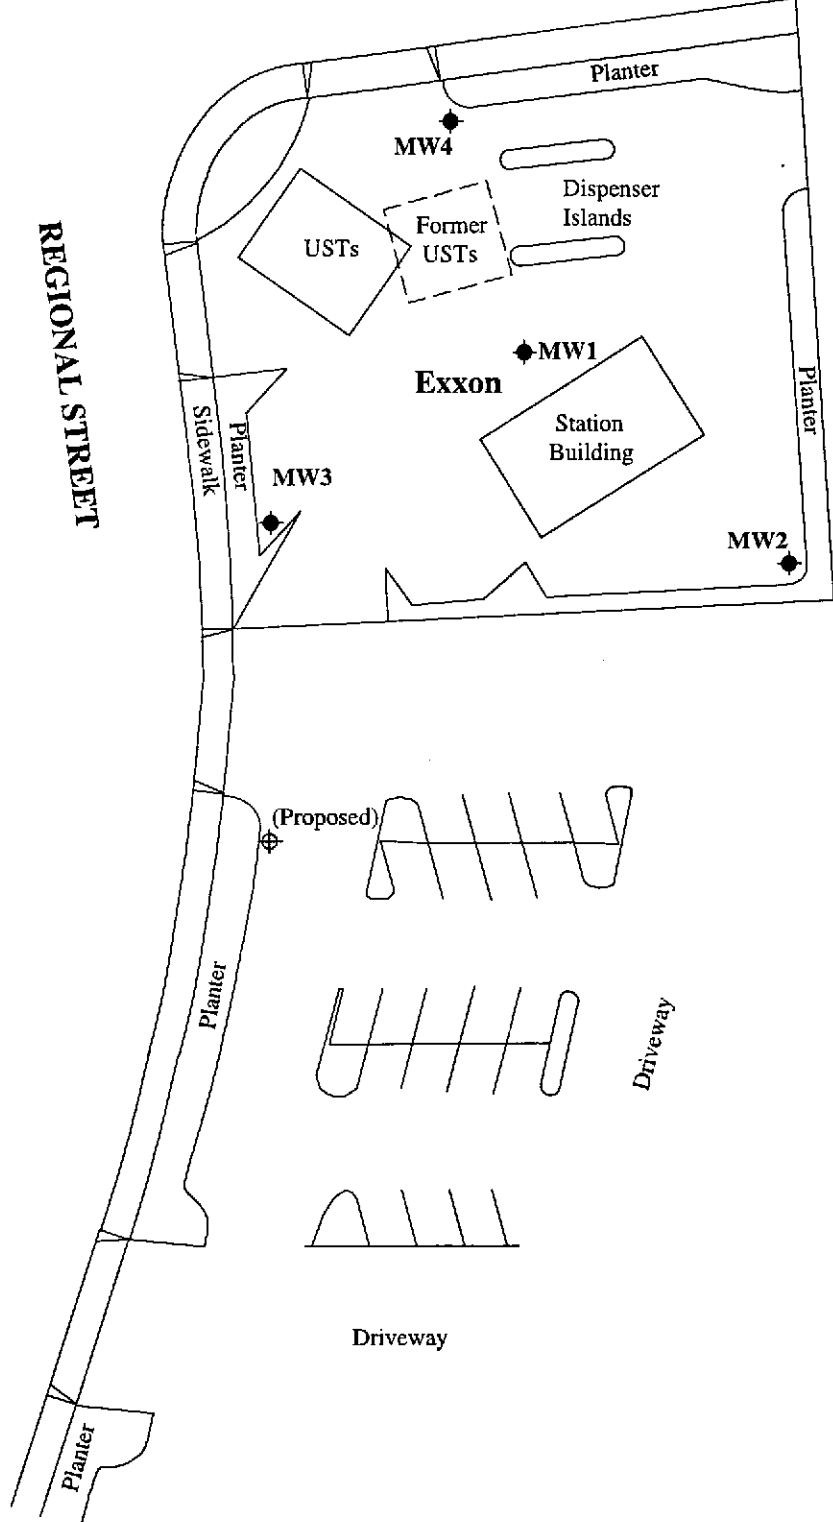 Planter
MW4
Dispenser
Islands
Former
USTs
USTs
REGIONAL STREET
MW1
Exxon
Station
Building
Planter
Sidewalk
Planter
MW3
MW2
(Proposed)
Planter
Driveway
Driveway
Planter